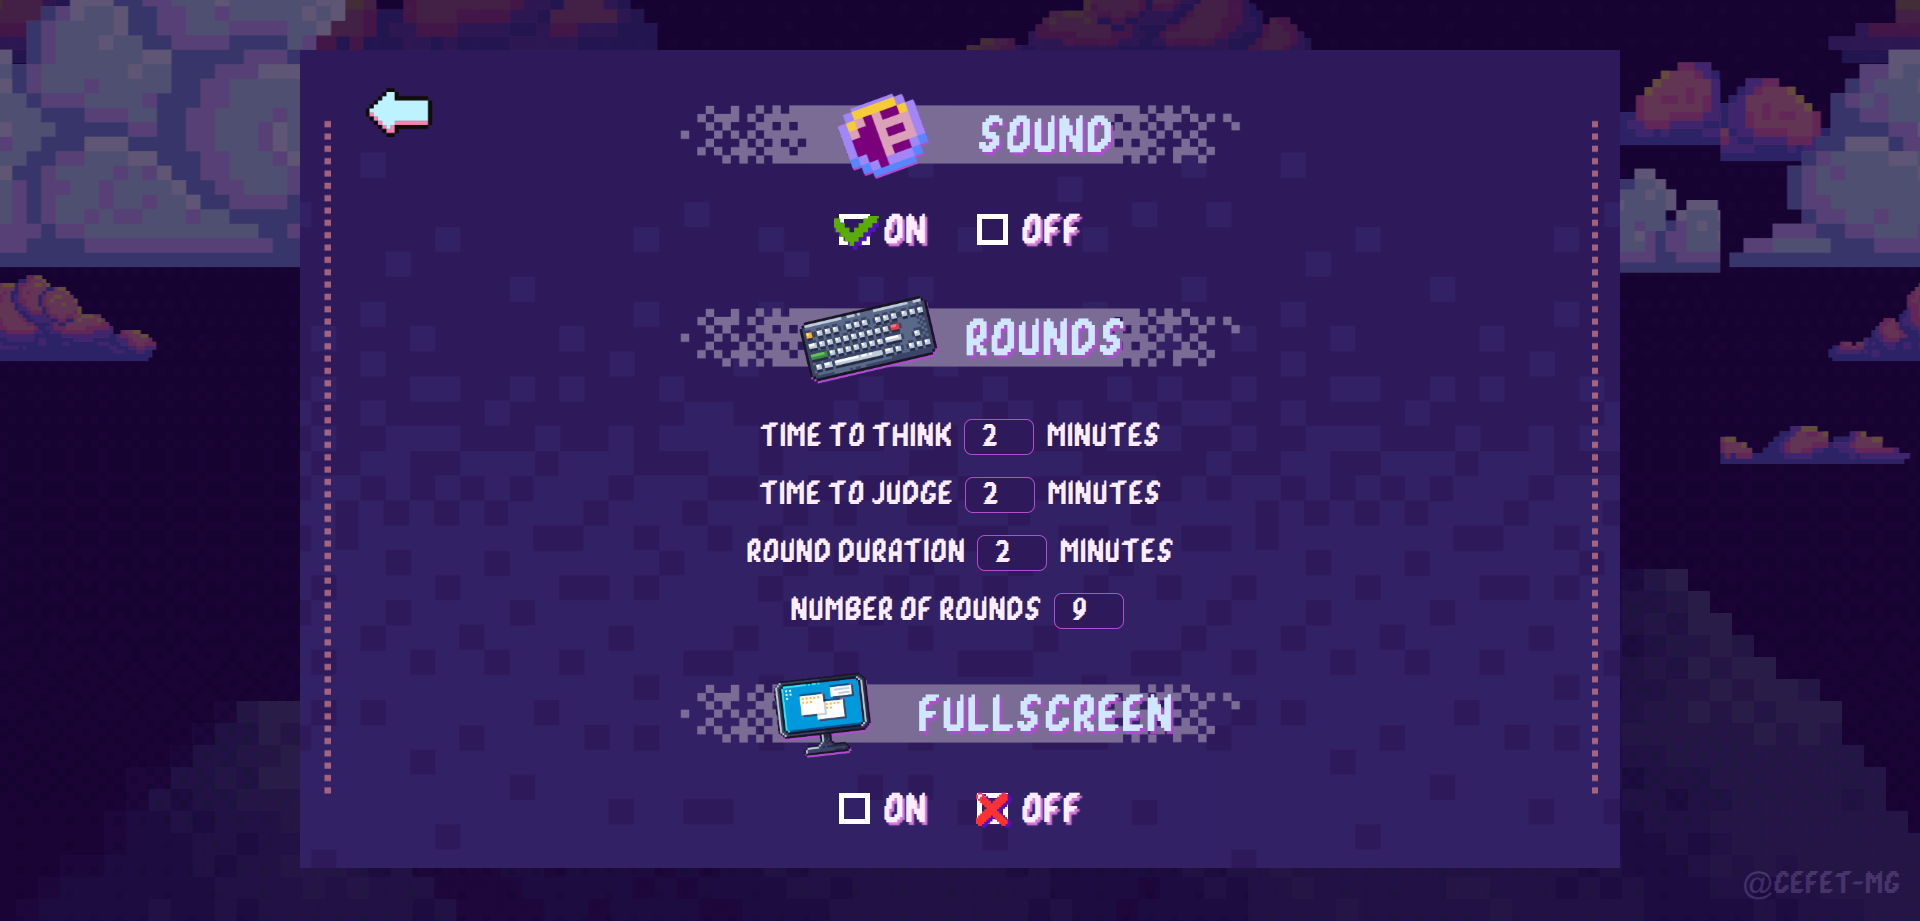 SOUND
ON OFF
ROUNDS
TIME TO THINK 2 MINUTES
TIME TO JUDGE 2 MINUTES
ROUND DURATION 2 MINUTES
NUMBER OF ROUNDS 9
FULLSCREEN
ON OFF
@CEFET-MG